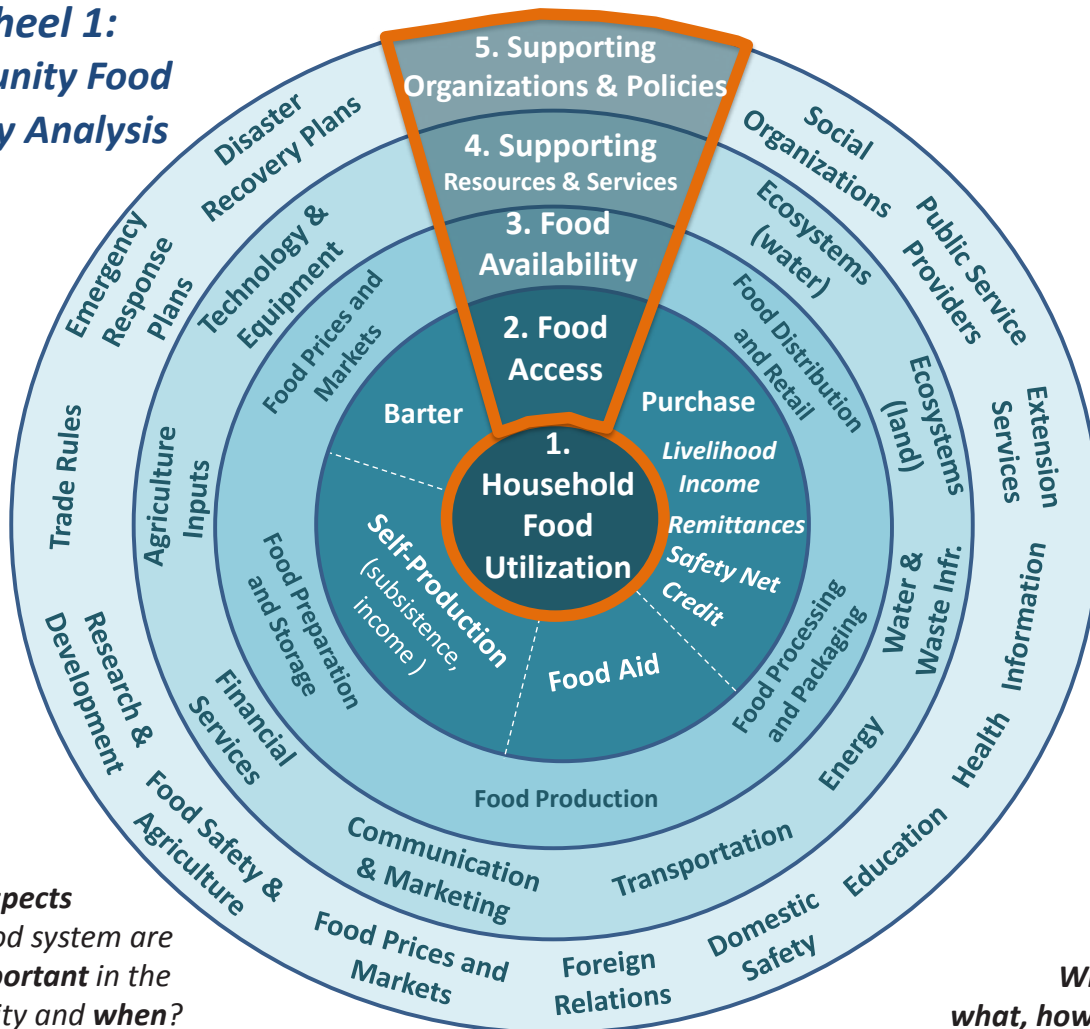 heel 1:
unity Food
y Analysis
5. Supporting
Organizations & Policies
4. Supporting
Resources & Services
3. Food
Availability
2. Food
Access
1.
Household
Food
Utilization
Purchase
Livelihood
Income
Remittances
Safety Net
Credit
Food Aid
Self-Production
(subsistence,
income )
Barter
Food Distribution
and Retail
Food Processing
and Packaging
Food Production
Food Preparation
and Storage
Food Prices and
Markets
Ecosystems
(water)
Ecosystems
(land)
Water &
Waste Infr.
Energy
Transportation
Communication
& Marketing
Financial
Services
Agriculture
Inputs
Technology &
Equipment
Social
Organizations
Public Service
Providers
Extension
Services
Information
Health
Education
Domestic
Safety
Foreign
Relations
Food Prices and
Markets
Food Safety &
Agriculture
Research &
Development
Trade Rules
Emergency
Response
Plans
Disaster
Recovery Plans
spects
od system are
portant in the
ity and when?
Wh
what, how